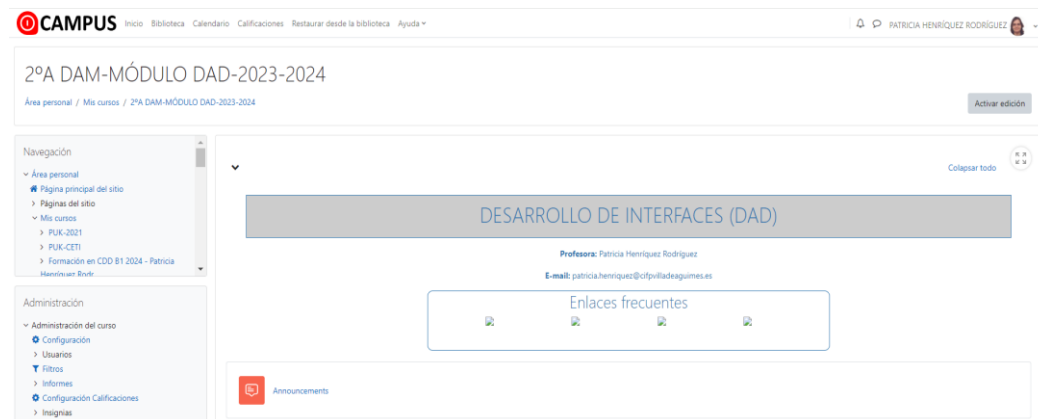 CAMPUS Inicio Biblioteca Calendario Calificaciones Restaurar desde la biblioteca Ayuda PATRICIA HENRÍQUEZ RODRÍGUEZ
2ºA DAM-MÓDULO DAD-2023-2024
Área personal / Mis cursos / 2ºA DAM-MÓDULO DAD-2023-2024
Activar edición
Navegación
Área personal
Página principal del sitio
Páginas del sitio
Mis cursos
PUK-2021
PUK-CETI
Formación en CDD B1 2024 - Patricia
Henríquez Rodr
Administración
Administración del curso
Configuración
Usuarios
Filtros
Informes
Configuración Calificaciones
Insignias
Colapsar todo
DESARROLLO DE INTERFACES (DAD)
Profesora: Patricia Henríquez Rodríguez
E-mail: patricia.henriquez@cifpvilladeaguimes.es
Enlaces frecuentes
Announcements